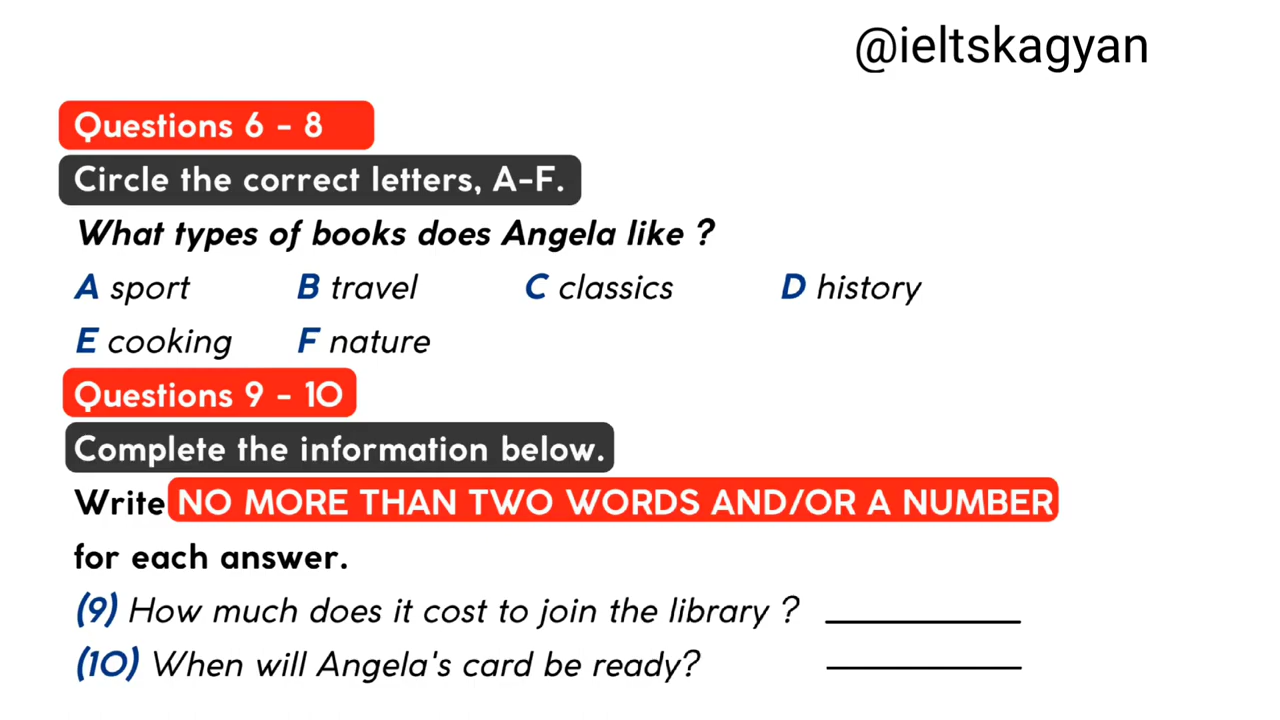 @ieltskagyan
Questions 6 - 8
Circle the correct letters, A-F.
What types of books does Angela like ?
A sport B travel C classics D history
E cooking F nature
Questions 9 - 10
Complete the information below.
Write NO MORE THAN TWO WORDS AND/OR A NUMBER
for each answer.
(9) How much does it cost to join the library ? __________
(10) When will Angela's card be ready? __________